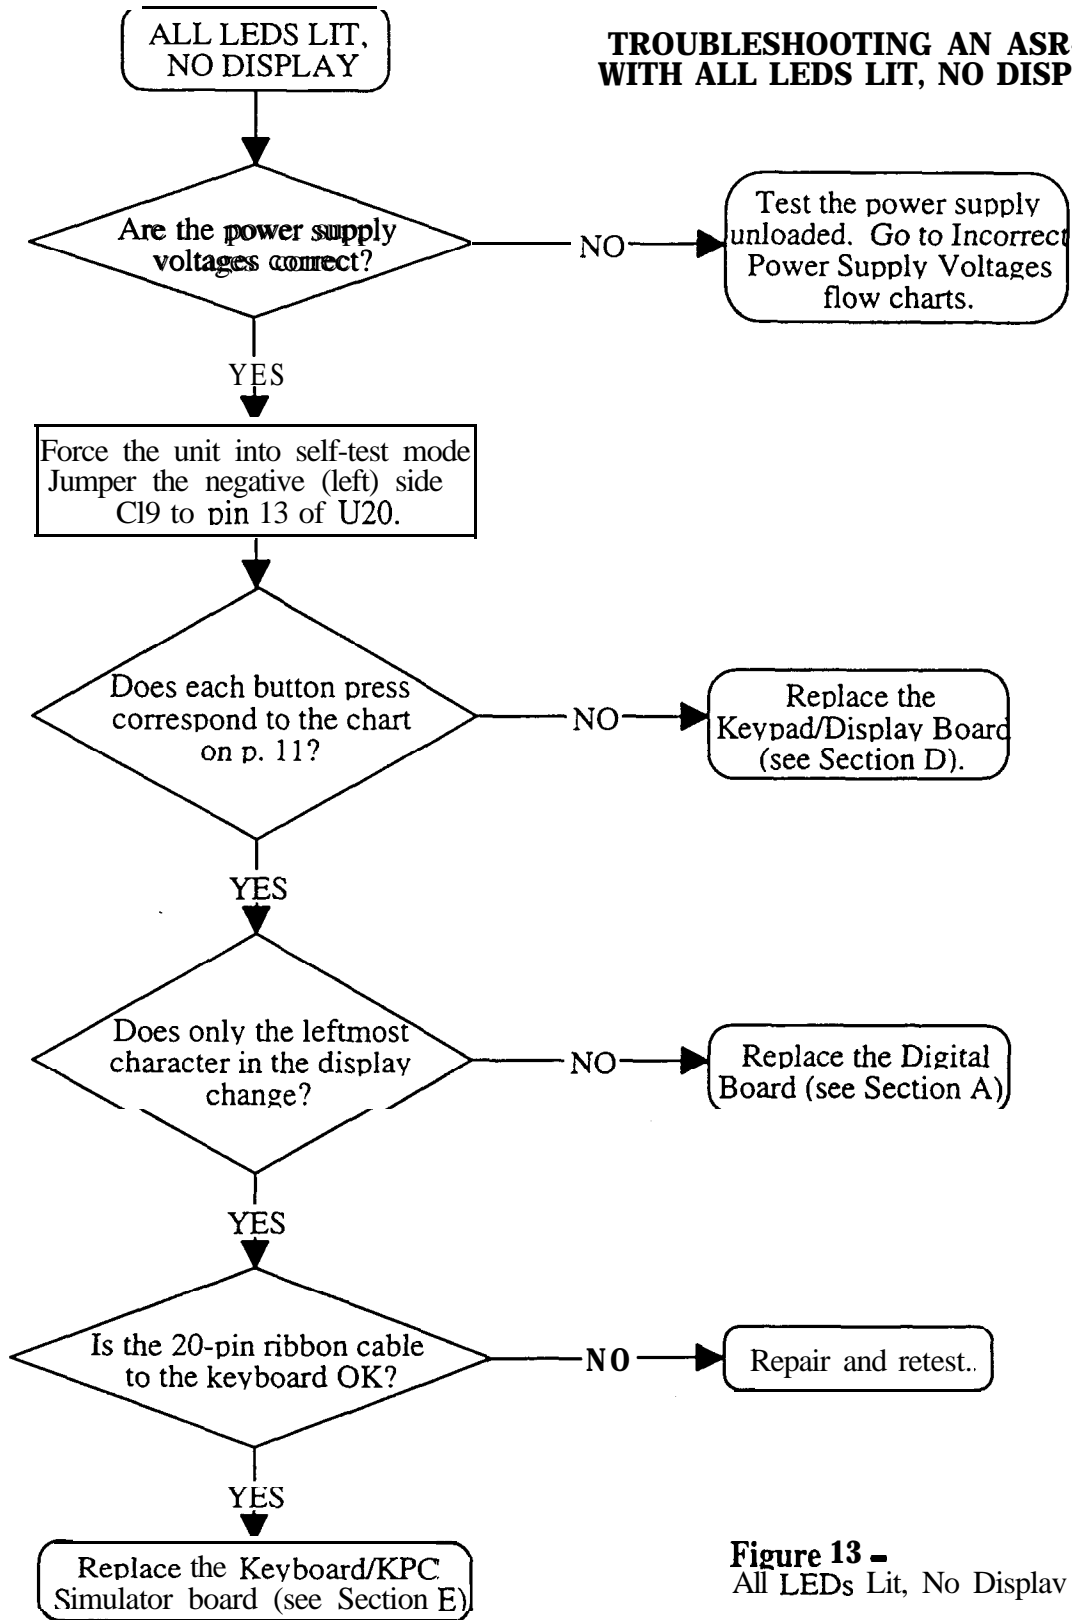 ALL LEDS LIT,
NO DISPLAY
TROUBLESHOOTING AN ASR
WITH ALL LEDS LIT, NO DISP
Are the power supply
voltages correct?
NO
Test the power supply
unloaded. Go to Incorrect
Power Supply Voltages
flow charts.
YES
Force the unit into self-test mode
Jumper the negative (left) side
Cl9 to pin 13 of U20.
Does each button press
correspond to the chart
on p. 11?
NO
Replace the
Keypad/Display Board
(see Section D).
YES
Does only the leftmost
character in the display
change?
NO
Replace the Digital
Board (see Section A)
YES
Is the 20-pin ribbon cable
to the keyboard OK?
NO
Repair and retest..
YES
Replace the Keyboard/KPC
Simulator board (see Section E)
Figure 13 –
All LEDs Lit, No Display